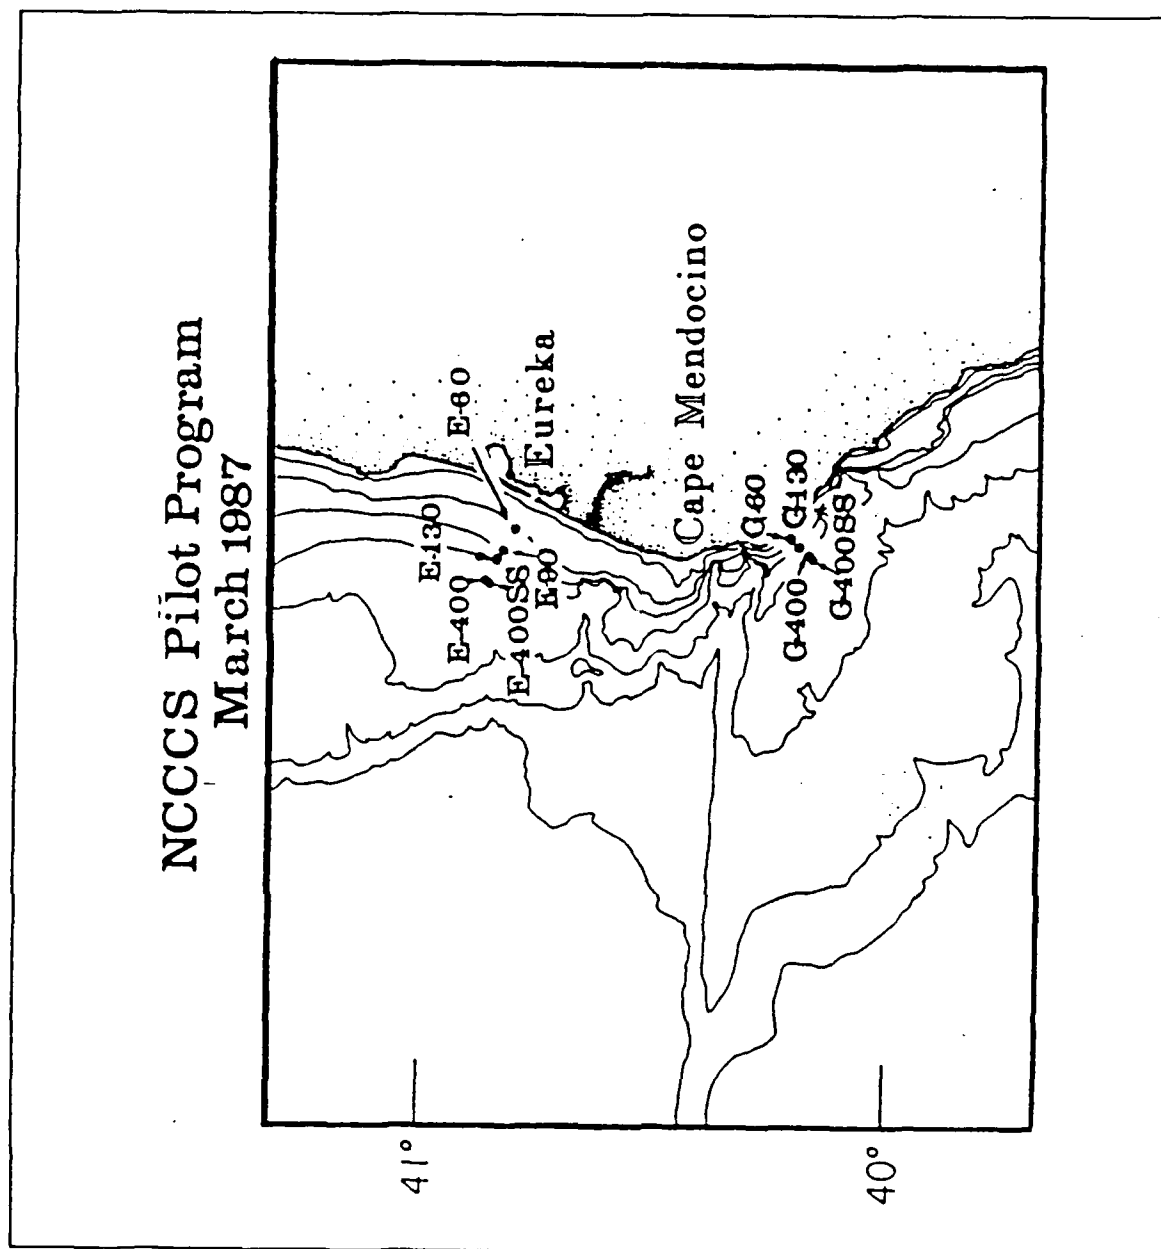 NCCCS Pilot Program
March 1987
41°
40°
E-130
E-60
E-400
E-400SS
E-90
Eureka
Cape Mendocino
G-60
G-130
G-400
G-400SS